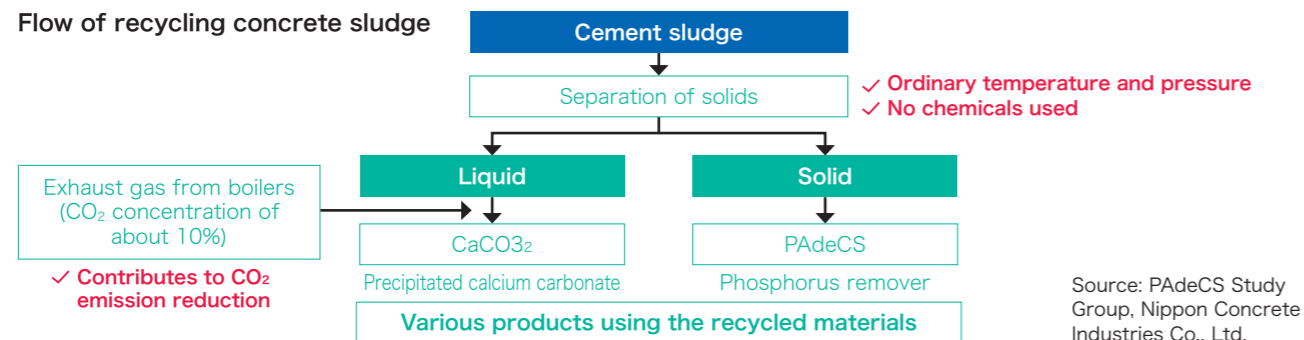 Flow of recycling concrete sludge
Cement sludge
Separation of solids
✓ Ordinary temperature and pressure
✓ No chemicals used
Liquid
Solid
Exhaust gas from boilers
(CO₂ concentration of
about 10%)
CaCO3₂
PAdeCS
✓ Contributes to CO₂
emission reduction
Precipitated calcium carbonate
Phosphorus remover
Various products using the recycled materials
Source: PAdeCS Study
Group, Nippon Concrete
Industries Co., Ltd.